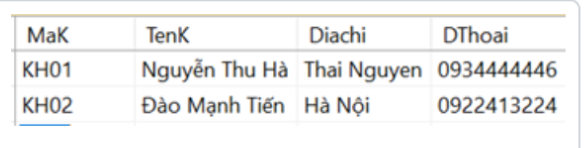 MaK TenK Diachi DThoai
KH01 Nguyễn Thu Hà Thai Nguyen 0934444446
KH02 Đào Mạnh Tiến Hà Nội 0922413224